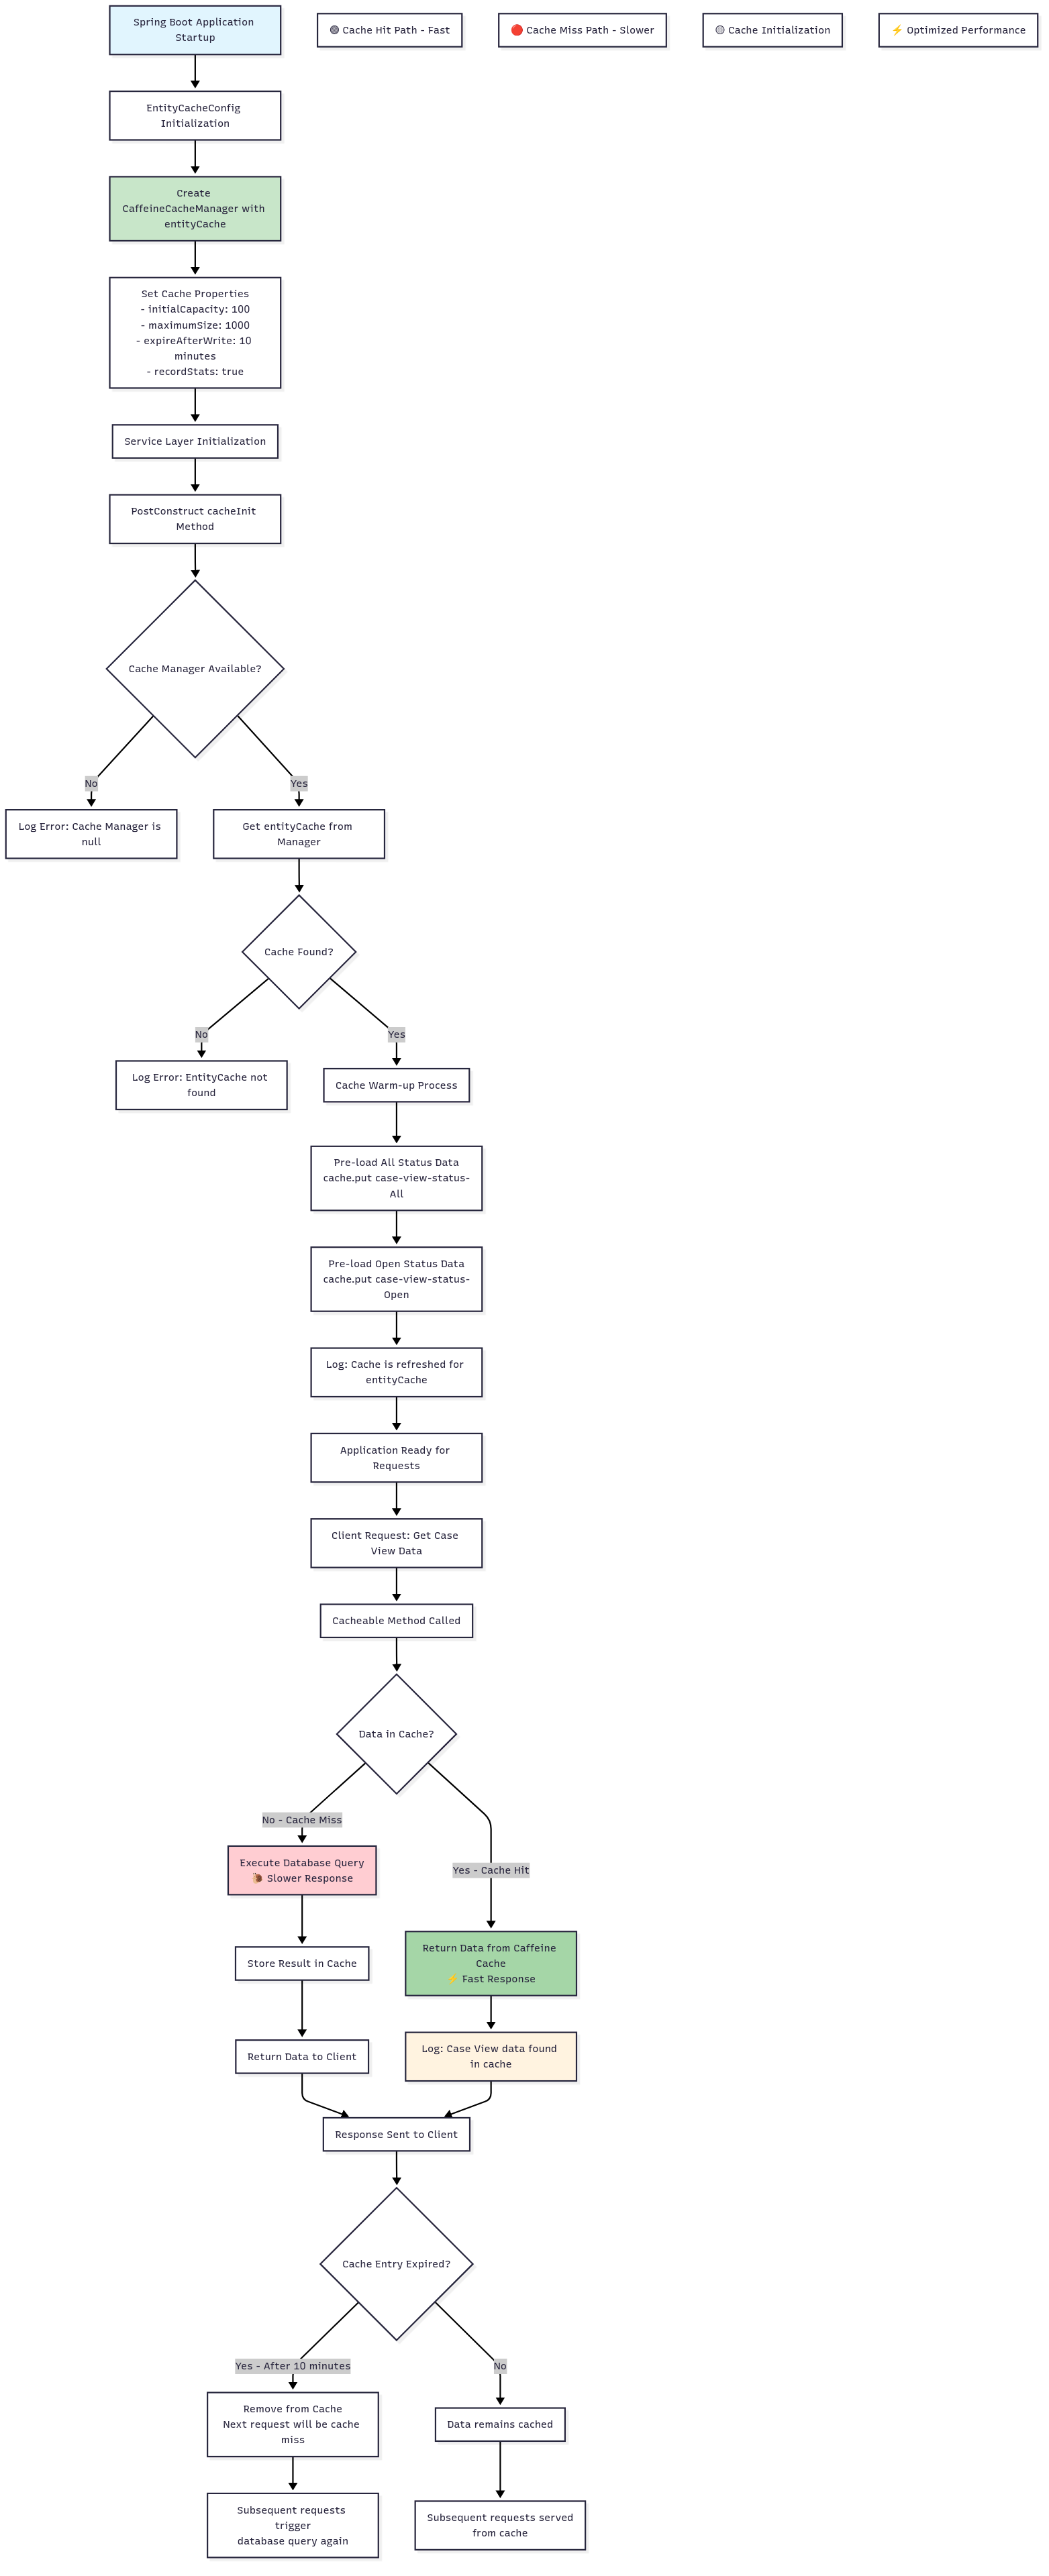 Spring Boot Application
Startup
Cache Hit Path - Fast
🔴 Cache Miss Path - Slower
Cache Initialization
⚡ Optimized Performance
EntityCacheConfig
Initialization
Create
CaffeineCacheManager with
entityCache
Set Cache Properties
- initialCapacity: 100
- maximumSize: 1000
- expireAfterWrite: 10
minutes
- recordStats: true
Service Layer Initialization
PostConstruct cacheInit
Method
Cache Manager Available?
No
Yes
Log Error: Cache Manager is
null
Get entityCache from
Manager
Cache Found?
No
Yes
Log Error: EntityCache not
found
Cache Warm-up Process
Pre-load All Status Data
cache.put case-view-status-
All
Pre-load Open Status Data
cache.put case-view-status-
Open
Log: Cache is refreshed for
entityCache
Application Ready for
Requests
Client Request: Get Case
View Data
Cacheable Method Called
Data in Cache?
No - Cache Miss
Execute Database Query
🐌 Slower Response
Yes - Cache Hit
Return Data from Caffeine
Cache
⚡ Fast Response
Store Result in Cache
Log: Case View data found
in cache
Return Data to Client
Response Sent to Client
Cache Entry Expired?
Yes - After 10 minutes
No
Remove from Cache
Next request will be cache
miss
Data remains cached
Subsequent requests
trigger
database query again
Subsequent requests served
from cache